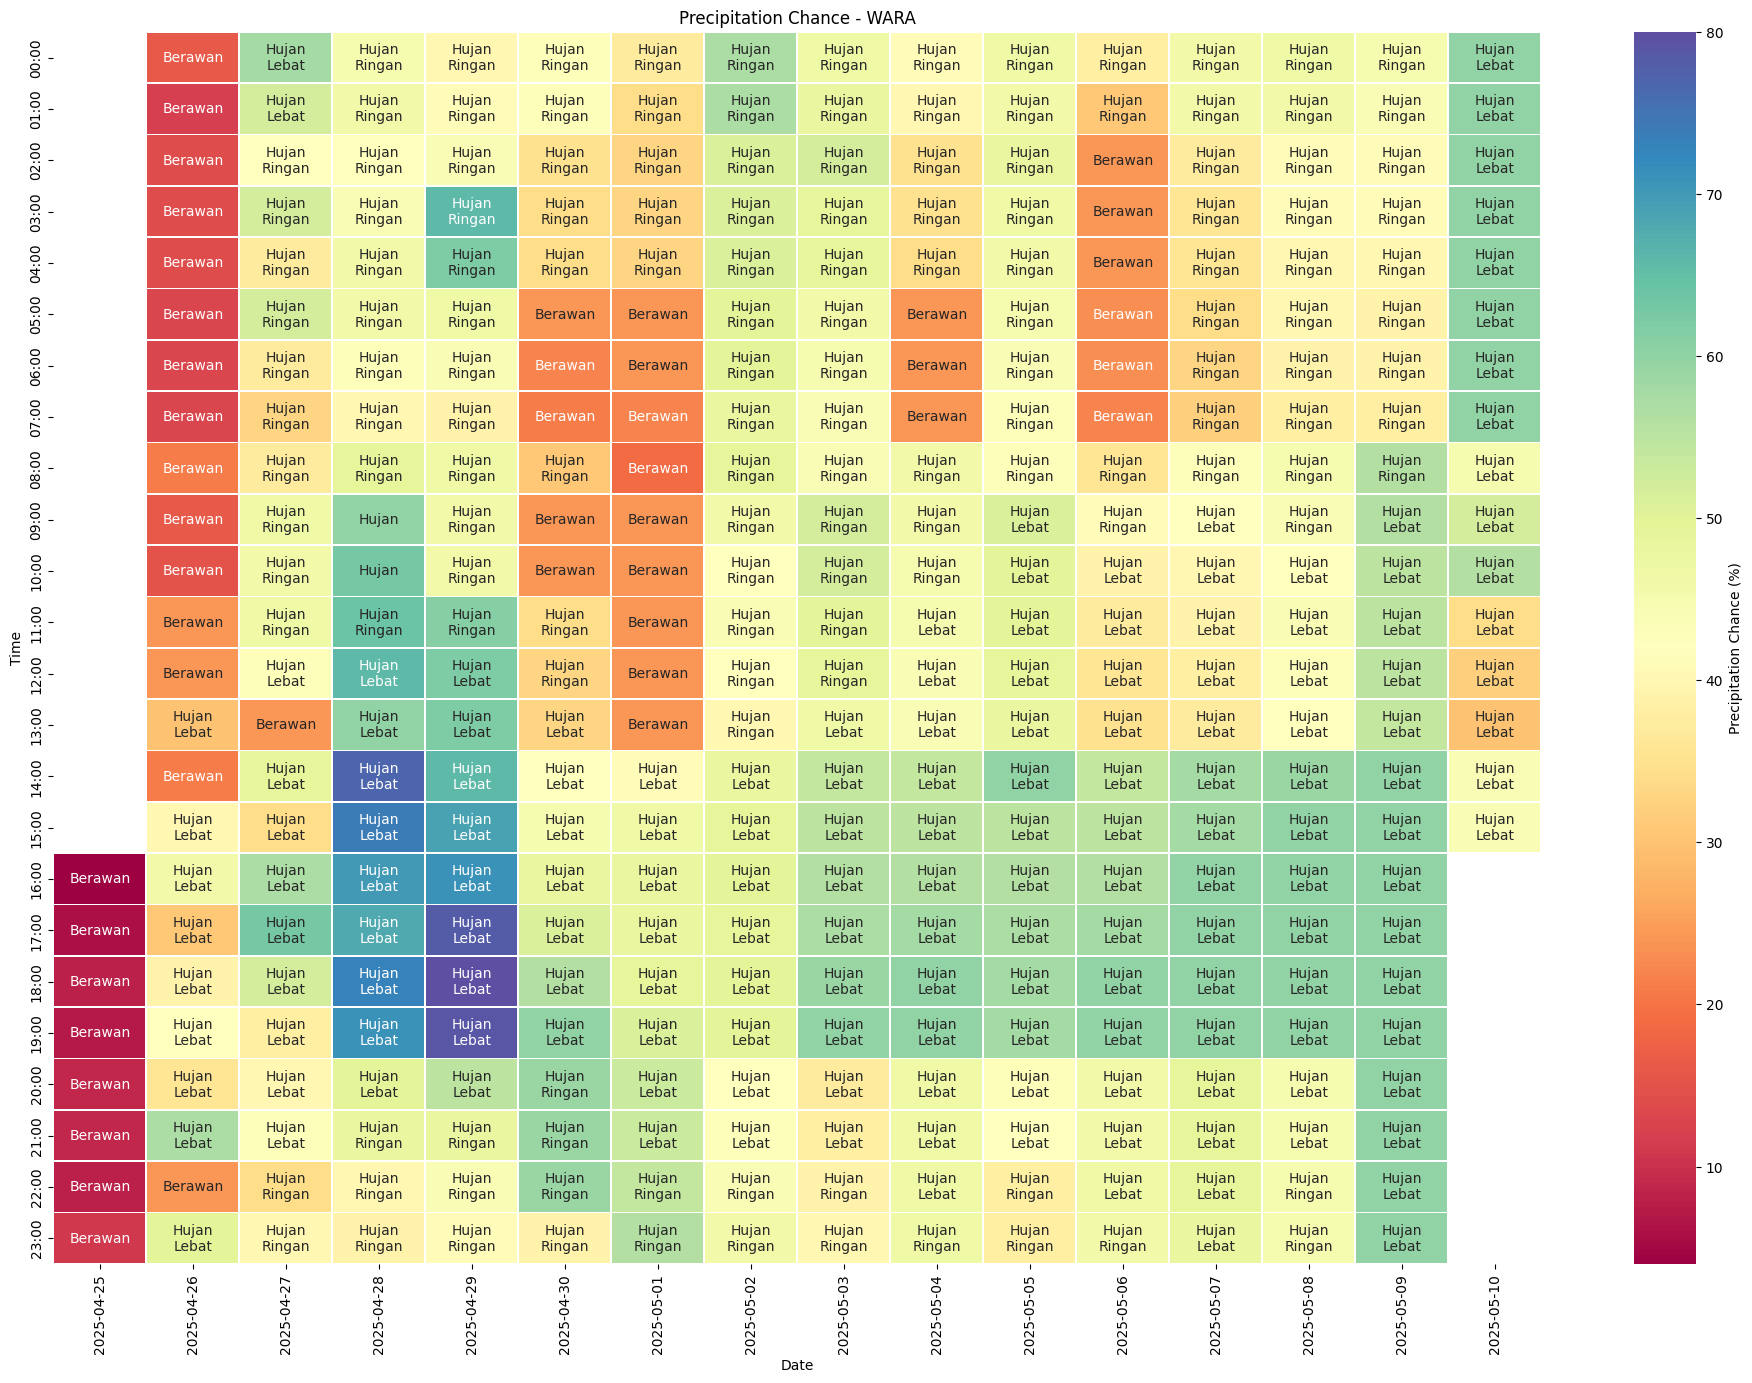 Precipitation Chance - WARA
00:00 Berawan Hujan Lebat Hujan Ringan Hujan Ringan Hujan Ringan Hujan Ringan Hujan Ringan Hujan Ringan Hujan Ringan Hujan Ringan Hujan Ringan Hujan Ringan Hujan Ringan Hujan Ringan Hujan Lebat
01:00 Berawan Hujan Lebat Hujan Ringan Hujan Ringan Hujan Ringan Hujan Ringan Hujan Ringan Hujan Ringan Hujan Ringan Hujan Ringan Hujan Ringan Hujan Ringan Hujan Ringan Hujan Ringan Hujan Lebat
02:00 Berawan Hujan Ringan Hujan Ringan Hujan Ringan Hujan Ringan Hujan Ringan Hujan Ringan Hujan Ringan Hujan Ringan Hujan Ringan Berawan Hujan Ringan Hujan Ringan Hujan Ringan Hujan Lebat
03:00 Berawan Hujan Ringan Hujan Ringan Hujan Ringan Hujan Ringan Hujan Ringan Hujan Ringan Hujan Ringan Hujan Ringan Hujan Ringan Berawan Hujan Ringan Hujan Ringan Hujan Ringan Hujan Lebat
04:00 Berawan Hujan Ringan Hujan Ringan Hujan Ringan Hujan Ringan Hujan Ringan Hujan Ringan Hujan Ringan Hujan Ringan Hujan Ringan Berawan Hujan Ringan Hujan Ringan Hujan Ringan Hujan Lebat
05:00 Berawan Hujan Ringan Hujan Ringan Hujan Ringan Berawan Berawan Hujan Ringan Hujan Ringan Berawan Hujan Ringan Berawan Hujan Ringan Hujan Ringan Hujan Ringan Hujan Lebat
06:00 Berawan Hujan Ringan Hujan Ringan Hujan Ringan Berawan Berawan Hujan Ringan Hujan Ringan Berawan Hujan Ringan Berawan Hujan Ringan Hujan Ringan Hujan Ringan Hujan Lebat
07:00 Berawan Hujan Ringan Hujan Ringan Hujan Ringan Berawan Berawan Hujan Ringan Hujan Ringan Berawan Hujan Ringan Berawan Hujan Ringan Hujan Ringan Hujan Ringan Hujan Lebat
08:00 Berawan Hujan Ringan Hujan Ringan Hujan Ringan Hujan Ringan Berawan Hujan Ringan Hujan Ringan Hujan Ringan Hujan Ringan Hujan Ringan Hujan Ringan Hujan Ringan Hujan Ringan Hujan Lebat
09:00 Berawan Hujan Ringan Hujan Hujan Ringan Berawan Berawan Hujan Ringan Hujan Ringan Hujan Ringan Hujan Lebat Hujan Ringan Hujan Lebat Hujan Ringan Hujan Lebat Hujan Lebat
10:00 Berawan Hujan Ringan Hujan Hujan Ringan Berawan Berawan Hujan Ringan Hujan Ringan Hujan Ringan Hujan Lebat Hujan Lebat Hujan Lebat Hujan Lebat Hujan Lebat Hujan Lebat
11:00 Berawan Hujan Ringan Hujan Ringan Hujan Ringan Hujan Ringan Berawan Hujan Ringan Hujan Ringan Hujan Lebat Hujan Lebat Hujan Lebat Hujan Lebat Hujan Lebat Hujan Lebat Hujan Lebat
12:00 Berawan Hujan Lebat Hujan Lebat Hujan Lebat Hujan Ringan Berawan Hujan Ringan Hujan Ringan Hujan Lebat Hujan Lebat Hujan Lebat Hujan Lebat Hujan Lebat Hujan Lebat Hujan Lebat
13:00 Hujan Lebat Berawan Hujan Lebat Hujan Lebat Hujan Lebat Berawan Hujan Ringan Hujan Lebat Hujan Lebat Hujan Lebat Hujan Lebat Hujan Lebat Hujan Lebat Hujan Lebat Hujan Lebat
14:00 Berawan Hujan Lebat Hujan Lebat Hujan Lebat Hujan Lebat Hujan Lebat Hujan Lebat Hujan Lebat Hujan Lebat Hujan Lebat Hujan Lebat Hujan Lebat Hujan Lebat Hujan Lebat Hujan Lebat
15:00 Hujan Lebat Hujan Lebat Hujan Lebat Hujan Lebat Hujan Lebat Hujan Lebat Hujan Lebat Hujan Lebat Hujan Lebat Hujan Lebat Hujan Lebat Hujan Lebat Hujan Lebat Hujan Lebat Hujan Lebat
16:00 Berawan Hujan Lebat Hujan Lebat Hujan Lebat Hujan Lebat Hujan Lebat Hujan Lebat Hujan Lebat Hujan Lebat Hujan Lebat Hujan Lebat Hujan Lebat Hujan Lebat Hujan Lebat Hujan Lebat
17:00 Berawan Hujan Lebat Hujan Lebat Hujan Lebat Hujan Lebat Hujan Lebat Hujan Lebat Hujan Lebat Hujan Lebat Hujan Lebat Hujan Lebat Hujan Lebat Hujan Lebat Hujan Lebat Hujan Lebat
18:00 Berawan Hujan Lebat Hujan Lebat Hujan Lebat Hujan Lebat Hujan Lebat Hujan Lebat Hujan Lebat Hujan Lebat Hujan Lebat Hujan Lebat Hujan Lebat Hujan Lebat Hujan Lebat Hujan Lebat
19:00 Berawan Hujan Lebat Hujan Lebat Hujan Lebat Hujan Lebat Hujan Lebat Hujan Lebat Hujan Lebat Hujan Lebat Hujan Lebat Hujan Lebat Hujan Lebat Hujan Lebat Hujan Lebat Hujan Lebat
20:00 Berawan Hujan Lebat Hujan Lebat Hujan Lebat Hujan Lebat Hujan Ringan Hujan Lebat Hujan Lebat Hujan Lebat Hujan Lebat Hujan Lebat Hujan Lebat Hujan Lebat Hujan Lebat Hujan Lebat
21:00 Berawan Hujan Lebat Hujan Lebat Hujan Ringan Hujan Ringan Hujan Ringan Hujan Lebat Hujan Lebat Hujan Lebat Hujan Lebat Hujan Lebat Hujan Lebat Hujan Lebat Hujan Lebat Hujan Lebat
22:00 Berawan Berawan Hujan Ringan Hujan Ringan Hujan Ringan Hujan Ringan Hujan Ringan Hujan Ringan Hujan Ringan Hujan Lebat Hujan Ringan Hujan Lebat Hujan Lebat Hujan Ringan Hujan Lebat
23:00 Berawan Hujan Lebat Hujan Ringan Hujan Ringan Hujan Ringan Hujan Ringan Hujan Ringan Hujan Ringan Hujan Ringan Hujan Ringan Hujan Ringan Hujan Ringan Hujan Lebat Hujan Ringan Hujan Lebat
Time
2025-04-25 2025-04-26 2025-04-27 2025-04-28 2025-04-29 2025-04-30 2025-05-01 2025-05-02 2025-05-03 2025-05-04 2025-05-05 2025-05-06 2025-05-07 2025-05-08 2025-05-09 2025-05-10
Date
80
70
60
50
40
30
20
10
Precipitation Chance (%)